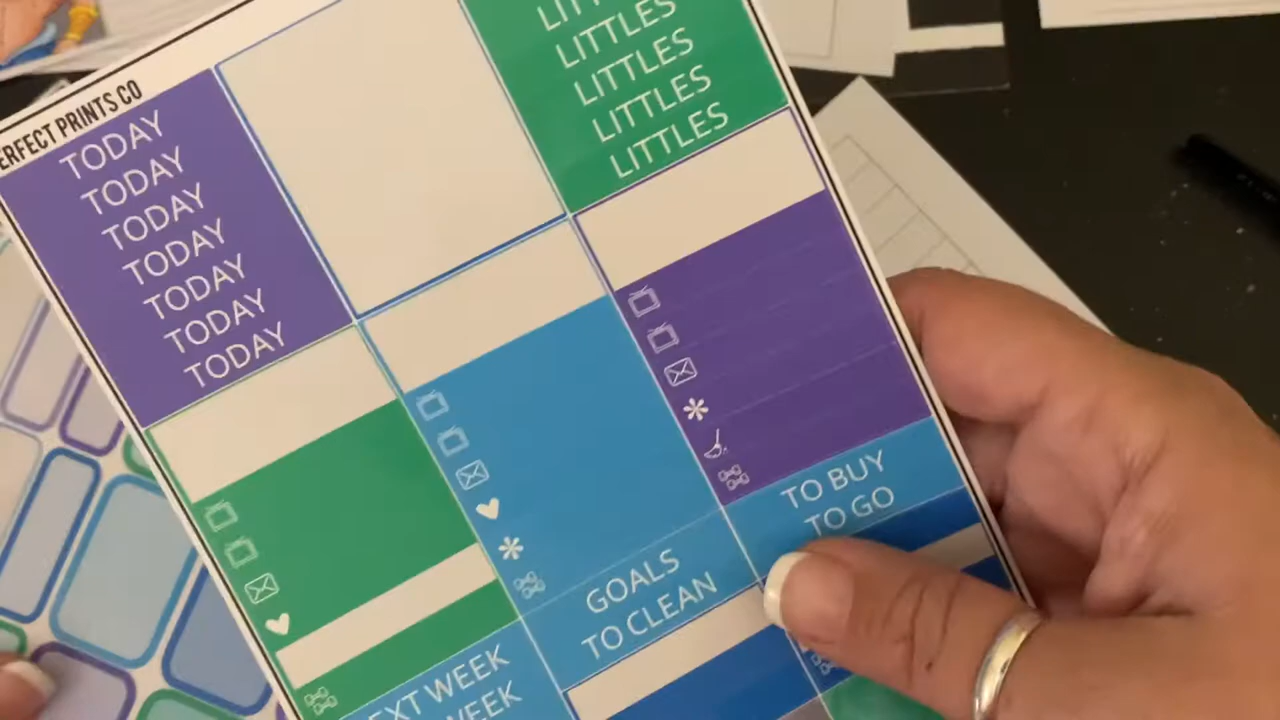 ERFECT PRINTS CO
TODAY
TODAY
TODAY
TODAY
TODAY
TODAY
TODAY
LITTLES
LITTLES
LITTLES
LITTLES
TO BUY
TO GO
GOALS
TO CLEAN
EXT WEEK
WEEK